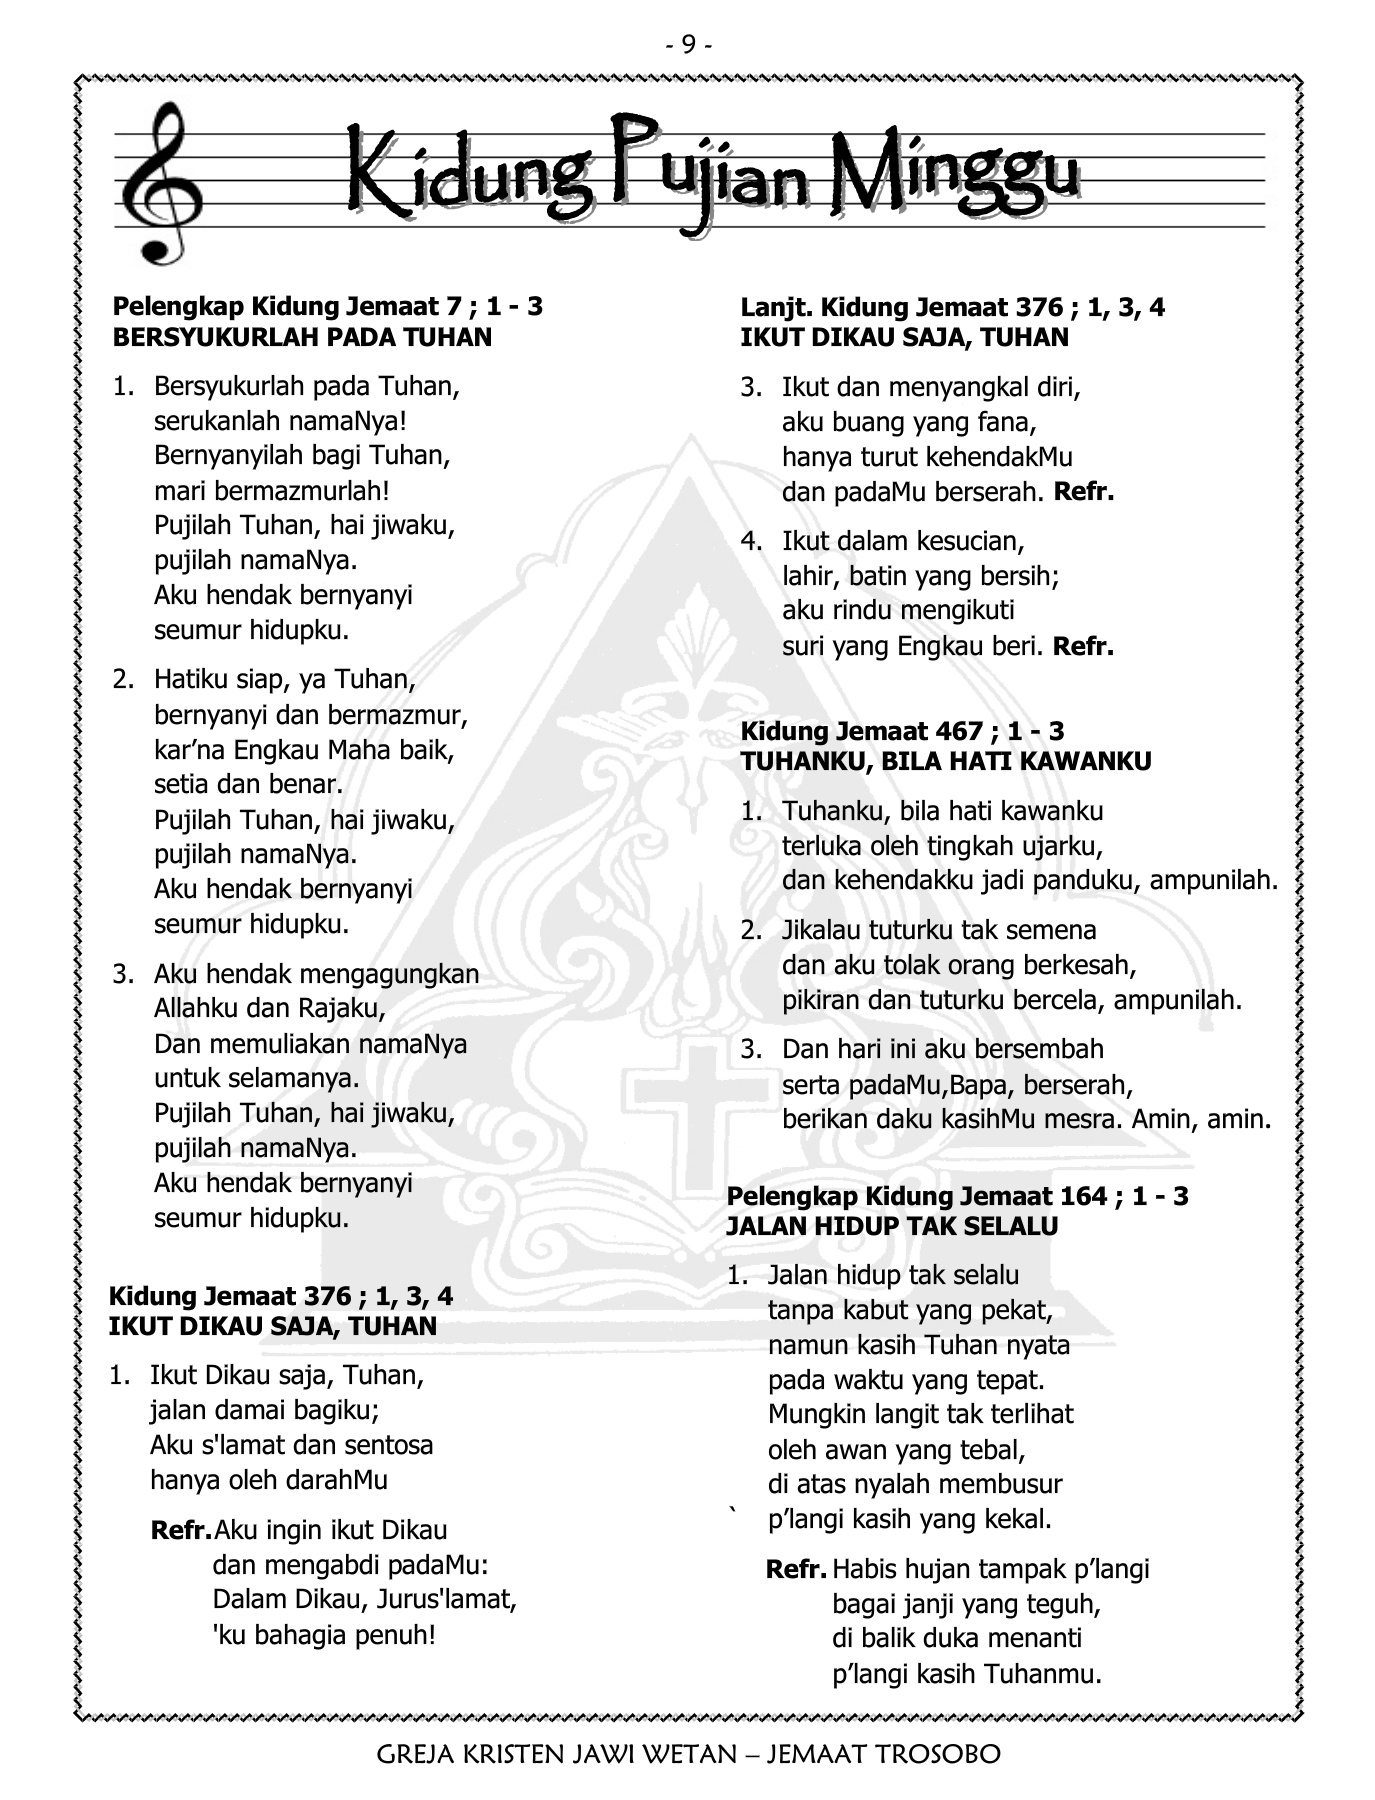 - 9 -
Kidung Pujian Minggu
Pelengkap Kidung Jemaat 7 ; 1 - 3
BERSYUKURLAH PADA TUHAN
1. Bersyukurlah pada Tuhan,
serukanlah namaNya!
Bernyanyilah bagi Tuhan,
mari bermazmurlah!
Pujilah Tuhan, hai jiwaku,
pujilah namaNya.
Aku hendak bernyanyi
seumur hidupku.
2. Hatiku siap, ya Tuhan,
bernyanyi dan bermazmur,
kar’na Engkau Maha baik,
setia dan benar.
Pujilah Tuhan, hai jiwaku,
pujilah namaNya.
Aku hendak bernyanyi
seumur hidupku.
3. Aku hendak mengagungkan
Allahku dan Rajaku,
Dan memuliakan namaNya
untuk selamanya.
Pujilah Tuhan, hai jiwaku,
pujilah namaNya.
Aku hendak bernyanyi
seumur hidupku.
Kidung Jemaat 376 ; 1, 3, 4
IKUT DIKAU SAJA, TUHAN
1. Ikut Dikau saja, Tuhan,
jalan damai bagiku;
Aku s'lamat dan sentosa
hanya oleh darahMu
Refr.Aku ingin ikut Dikau
dan mengabdi padaMu:
Dalam Dikau, Jurus'lamat,
'ku bahagia penuh!
Lanjt. Kidung Jemaat 376 ; 1, 3, 4
IKUT DIKAU SAJA, TUHAN
3. Ikut dan menyangkal diri,
aku buang yang fana,
hanya turut kehendakMu
dan padaMu berserah. Refr.
4. Ikut dalam kesucian,
lahir, batin yang bersih;
aku rindu mengikuti
suri yang Engkau beri. Refr.
Kidung Jemaat 467 ; 1 - 3
TUHANKU, BILA HATI KAWANKU
1. Tuhanku, bila hati kawanku
terluka oleh tingkah ujarku,
dan kehendakku jadi panduku, ampunilah.
2. Jikalau tuturku tak semena
dan aku tolak orang berkesah,
pikiran dan tuturku bercela, ampunilah.
3. Dan hari ini aku bersembah
serta padaMu,Bapa, berserah,
berikan daku kasihMu mesra. Amin, amin.
Pelengkap Kidung Jemaat 164 ; 1 - 3
JALAN HIDUP TAK SELALU
1. Jalan hidup tak selalu
tanpa kabut yang pekat,
namun kasih Tuhan nyata
pada waktu yang tepat.
Mungkin langit tak terlihat
oleh awan yang tebal,
di atas nyalah membusur
` p’langi kasih yang kekal.
Refr. Habis hujan tampak p’langi
bagai janji yang teguh,
di balik duka menanti
p’langi kasih Tuhanmu.
GREJA KRISTEN JAWI WETAN – JEMAAT TROSOBO